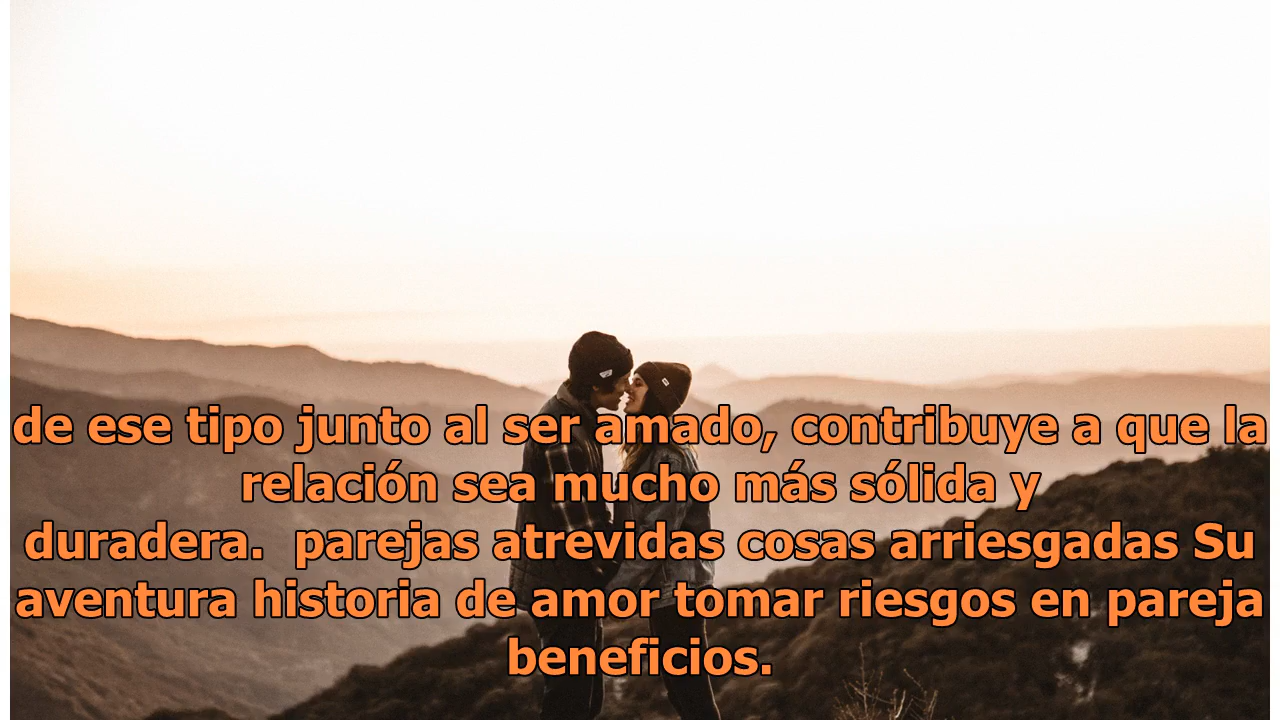 de ese tipo junto al ser amado, contribuye a que la
relación sea mucho más sólida y
duradera.  parejas atrevidas cosas arriesgadas Su
aventura historia de amor tomar riesgos en pareja
beneficios.